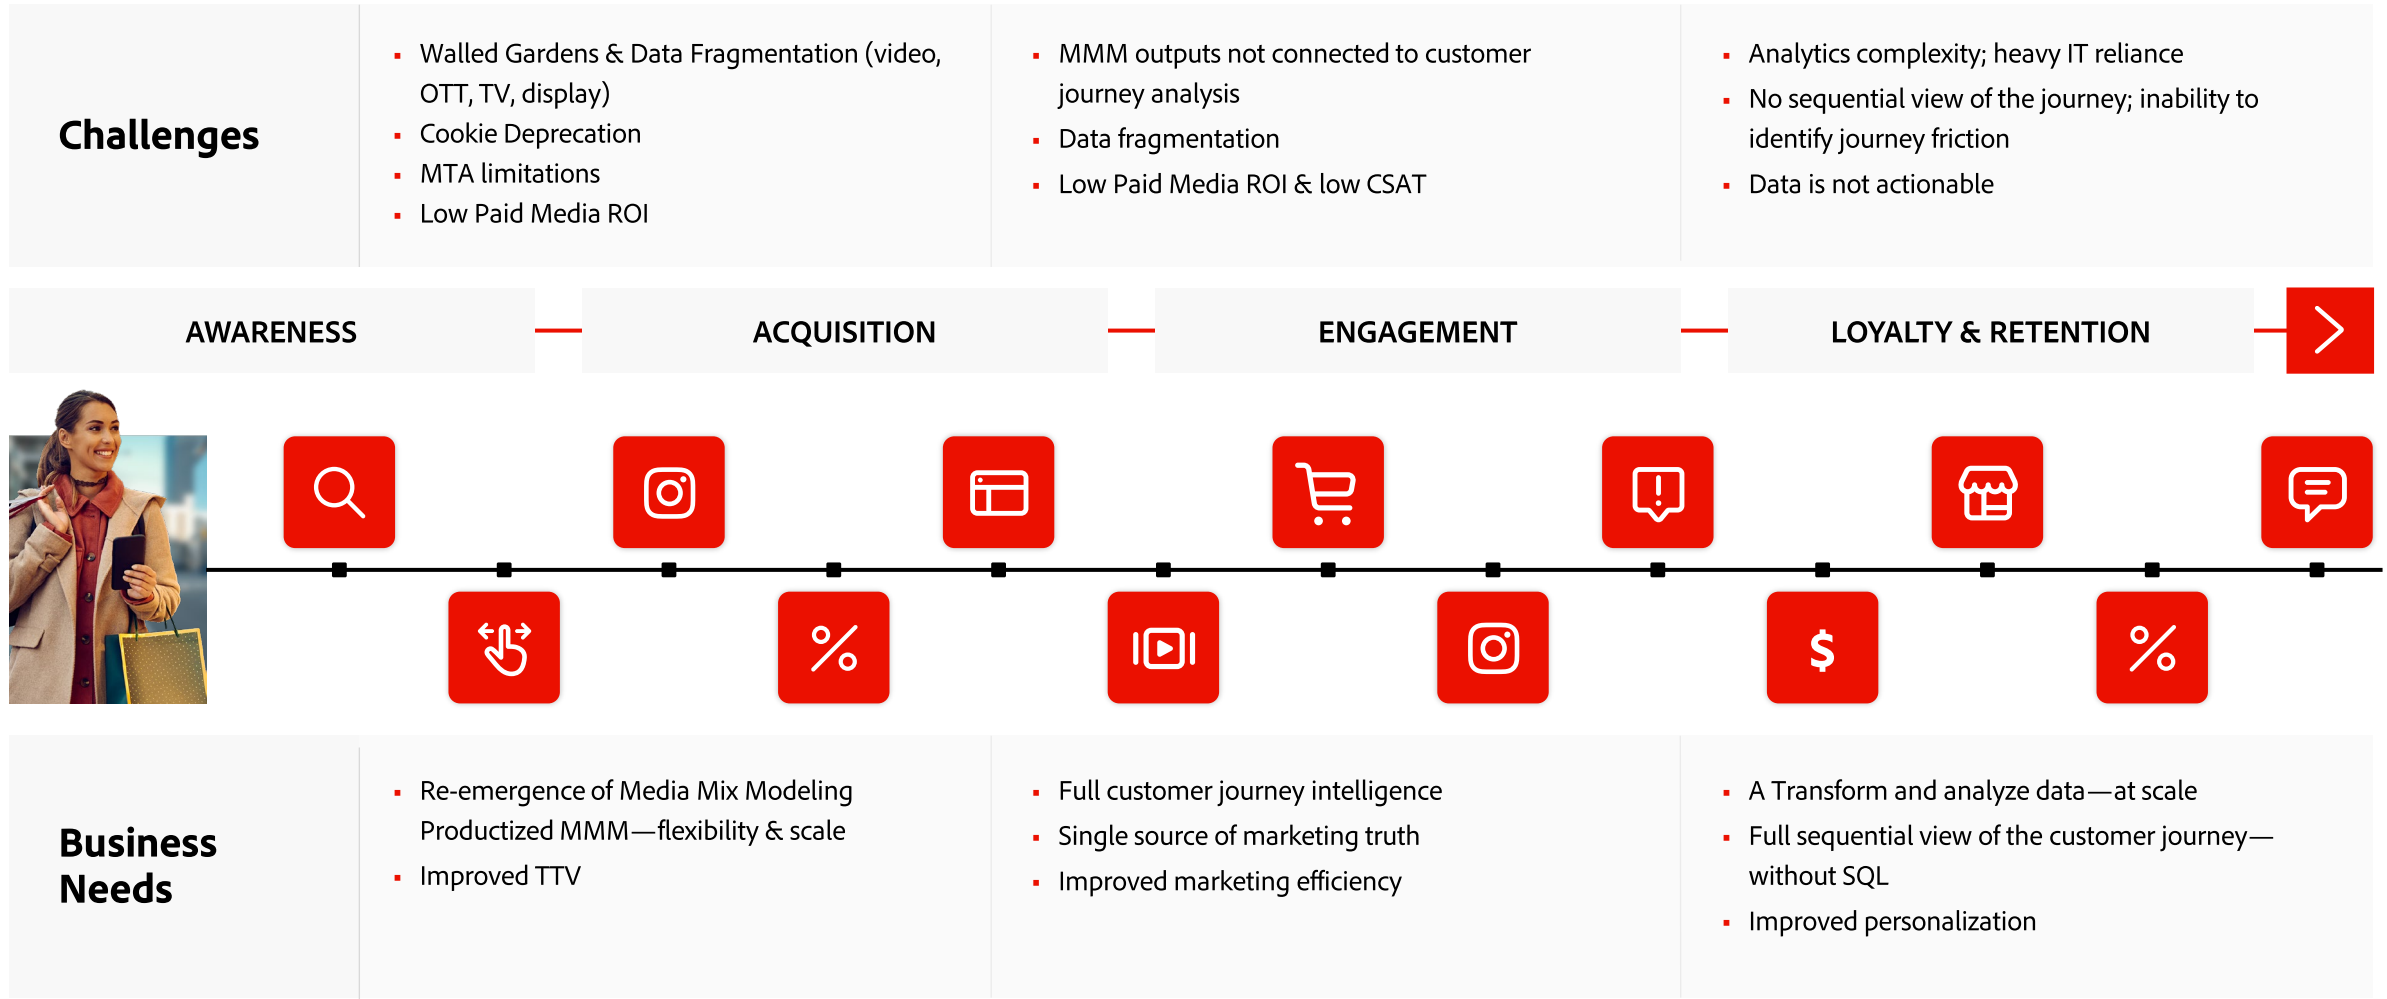 Challenges
Walled Gardens & Data Fragmentation (video,
OTT, TV, display)
Cookie Deprecation
MTA limitations
Low Paid Media ROI
MMM outputs not connected to customer
journey analysis
Data fragmentation
Low Paid Media ROI & low CSAT
Analytics complexity; heavy IT reliance
No sequential view of the journey; inability to
identify journey friction
Data is not actionable
AWARENESS
ACQUISITION
ENGAGEMENT
LOYALTY & RETENTION
%
$
%
Business
Needs
Re-emergence of Media Mix Modeling
Productized MMM—flexibility & scale
Improved TTV
Full customer journey intelligence
Single source of marketing truth
Improved marketing efficiency
A Transform and analyze data—at scale
Full sequential view of the customer journey—
without SQL
Improved personalization